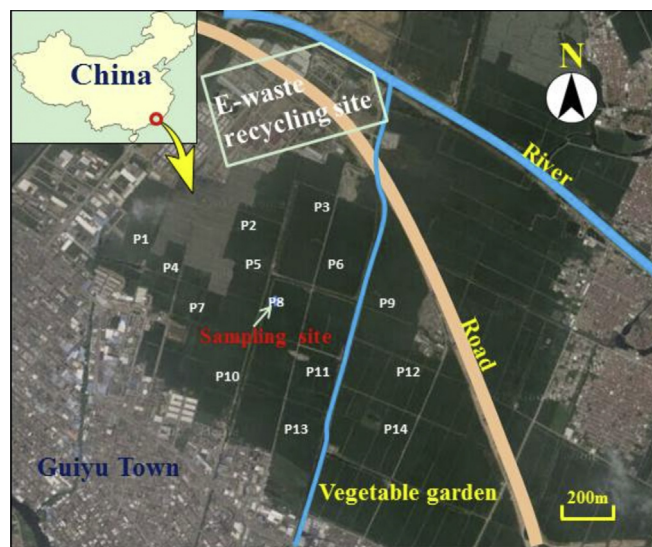 China
E-waste
recycling site
N
River
P3
P2
P1
P4
P5
P6
P7
P8
P9
Sampling site
Road
P10
P11
P12
P13
P14
Guiyu Town
Vegetable garden
200m